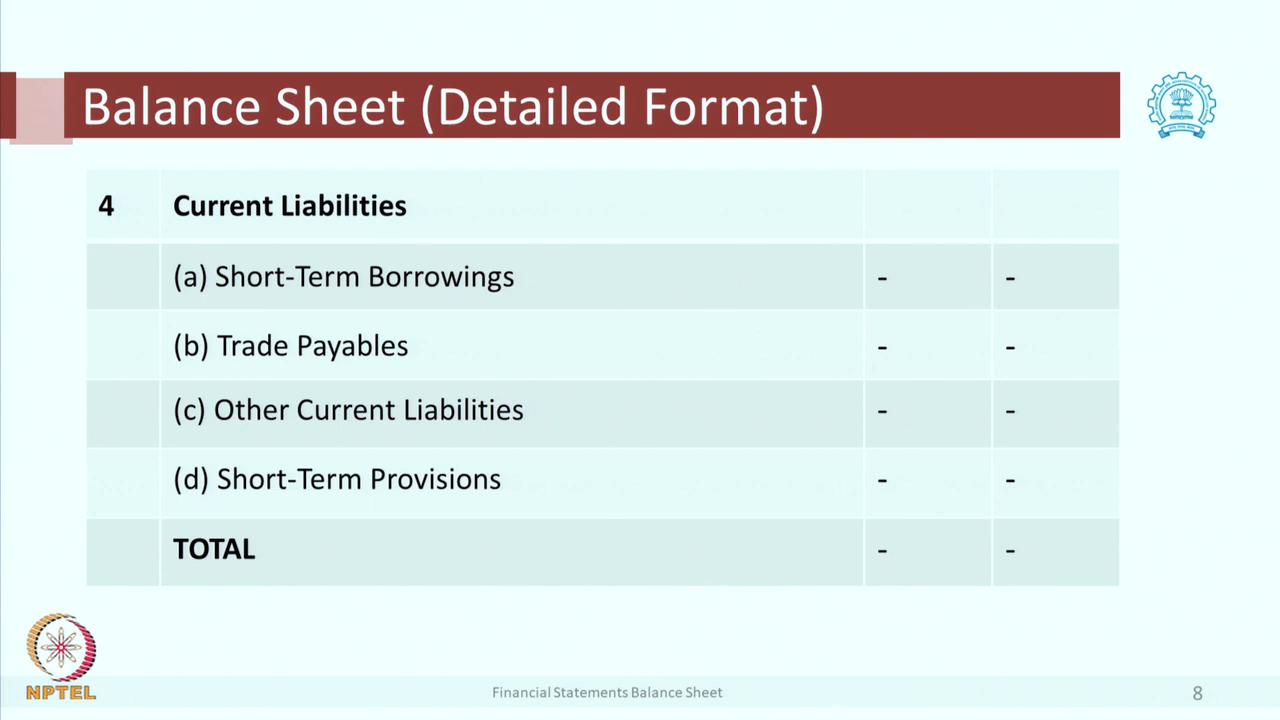 Balance Sheet (Detailed Format)
4 Current Liabilities
(a) Short-Term Borrowings - -
(b) Trade Payables - -
(c) Other Current Liabilities - -
(d) Short-Term Provisions - -
TOTAL - -
NPTEL
Financial Statements Balance Sheet
8